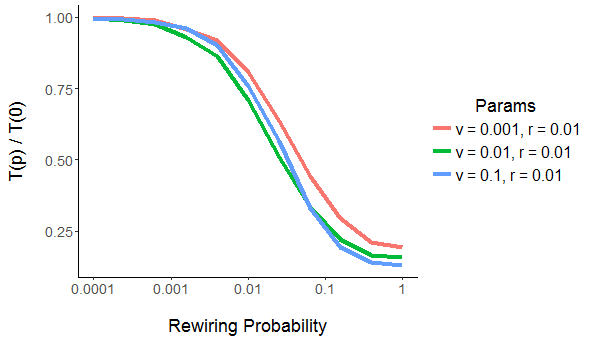 T(p) / T(0)
1.00
0.75
0.50
0.25
0.0001 0.001 0.01 0.1 1
Rewiring Probability
Params
v = 0.001, r = 0.01
v = 0.01, r = 0.01
v = 0.1, r = 0.01